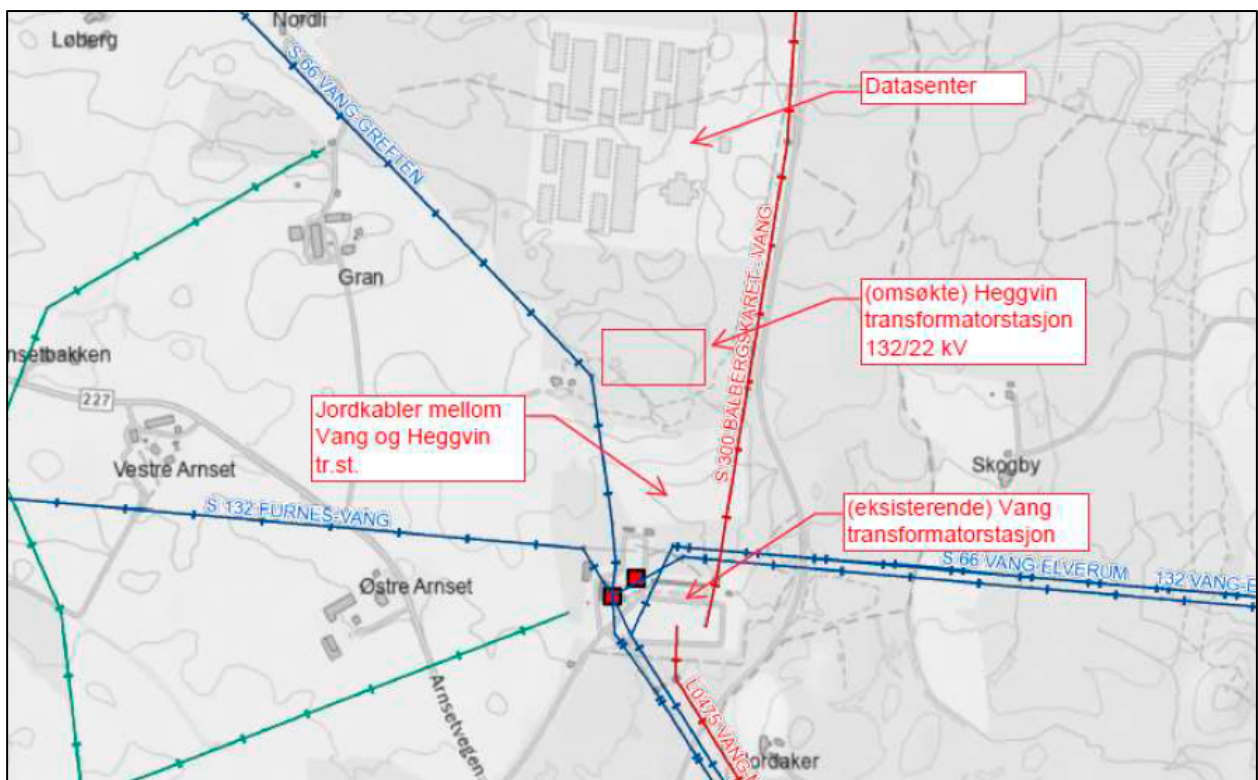 Nordli
Løberg
Datasenter
S 66 VANG-GREFTEN
Gran
S 300 BALBERGSKARET - VANG
(omsøkte) Heggvin
transformatorstasjon
132/22 kV
nsetbakken
227
Jordkabler mellom
Vang og Heggvin
tr.st.
Vestre Arnset
Skogby
S 132 FURNES-VANG
(eksisterende) Vang
transformatorstasjon
S 66 VANG-ELVERUM
132 VANG-E
Østre Arnset
Arnsetvegen
L0475 VANG-
ordaker